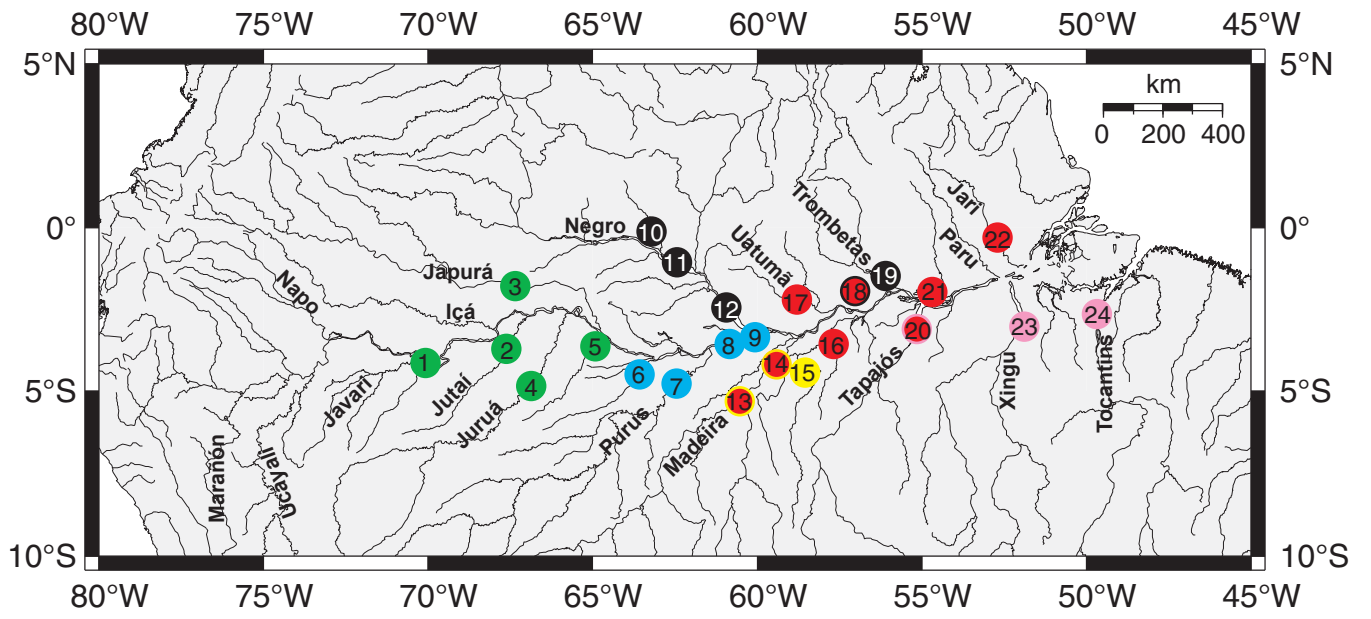 80°W 75°W 70°W 65°W 60°W 55°W 50°W 45°W
5°N 5°N
km
0 200 400
Jari
Trombetas
Negro 10
0° 0°
22
Paru
Uatumã
11
19
Japurá 3
18
21
Napo
17
12
24
Içá
20
23
5
8 9
16
2
1
14
15
6
7
Tapajós
Xingu
Tocantins
5°S 5°S
4
13
Javari
Jutaí
Juruá
Purus
Madeira
Marañón
Ucayali
10°S 10°S
80°W 75°W 70°W 65°W 60°W 55°W 50°W 45°W